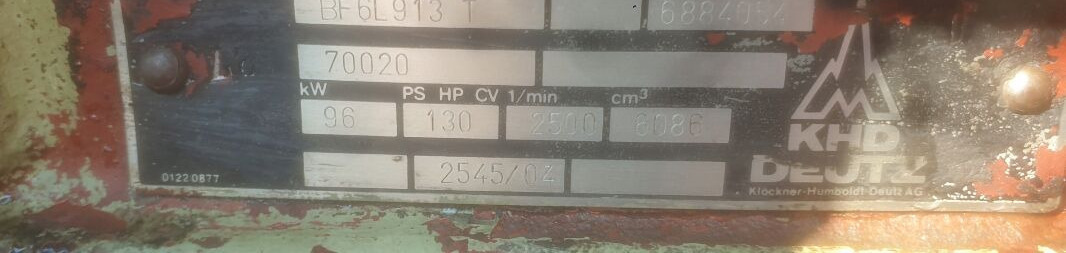 BF6L913 T 6884054
70020
kW PS HP CV 1/min cm³
96 130 2500 6086
2545/04
01220877
KHD
DEUTZ
Klöckner-Humboldt-Deutz AG